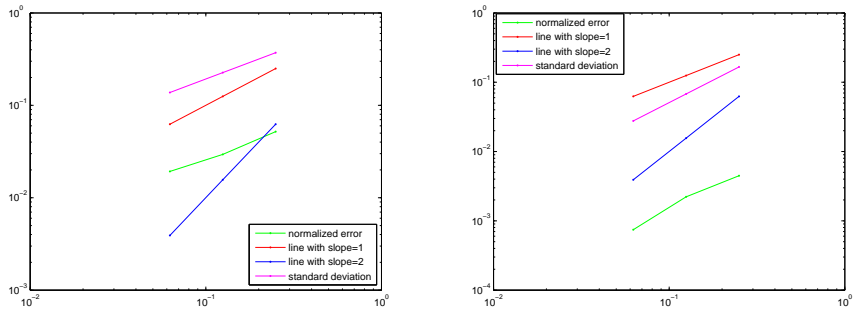 10^0
10^-1
10^-2
10^-3
10^-2
10^-1
10^0
normalized error
line with slope=1
line with slope=2
standard deviation
10^0
10^-1
10^-2
10^-3
10^-4
10^-2
10^-1
10^0
normalized error
line with slope=1
line with slope=2
standard deviation